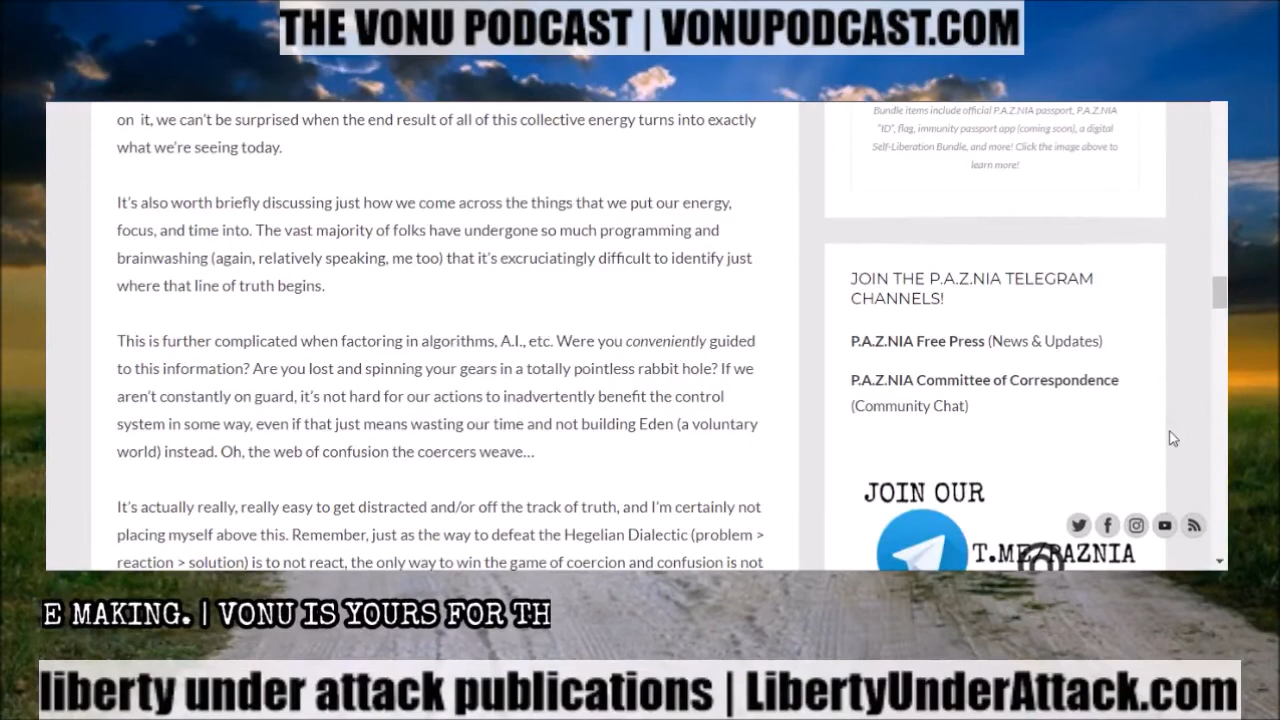 THE VONU PODCAST | VONUPODCAST.COM
on it, we can't be surprised when the end result of all of this collective energy turns into exactly
what we're seeing today.
It's also worth briefly discussing just how we come across the things that we put our energy,
focus, and time into. The vast majority of folks have undergone so much programming and
brainwashing (again, relatively speaking, me too) that it's excruciatingly difficult to identify just
where that line of truth begins.
This is further complicated when factoring in algorithms, A.I., etc. Were you conveniently guided
to this information? Are you lost and spinning your gears in a totally pointless rabbit hole? If we
aren't constantly on guard, it's not hard for our actions to inadvertently benefit the control
system in some way, even if that just means wasting our time and not building Eden (a voluntary
world) instead. Oh, the web of confusion the coercers weave…
It's actually really, really easy to get distracted and/or off the track of truth, and I'm certainly not
placing myself above this. Remember, just as the way to defeat the Hegelian Dialectic (problem >
reaction > solution) is to not react, the only way to win the game of coercion and confusion is not
Bundle items include official P.A.Z.NIA passport, P.A.Z.NIA
"ID", flag, immunity passport app (coming soon), a digital
Self-Liberation Bundle, and more! Click the image above to
learn more!
JOIN THE P.A.Z.NIA TELEGRAM
CHANNELS!
P.A.Z.NIA Free Press (News & Updates)
P.A.Z.NIA Committee of Correspondence
(Community Chat)
JOIN OUR
T.ME/PAZNIA
E MAKING. | VONU IS YOURS FOR TH
liberty under attack publications | LibertyUnderAttack.com